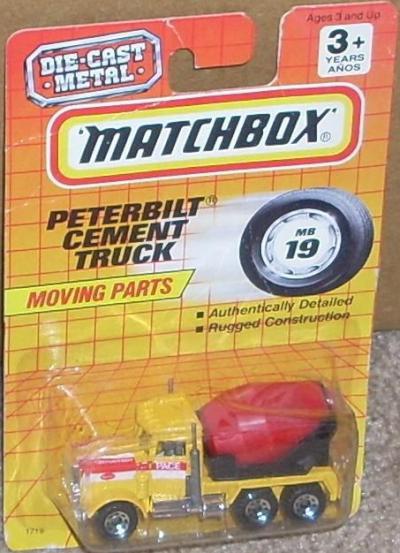 Ages 3 and Up
DIE-CAST
METAL
3+
YEARS
AÑOS
"MATCHBOX"®
PETERBILT®
CEMENT
TRUCK
MB
19
MOVING PARTS
■ Authentically Detailed
■ Rugged Construction
PACE